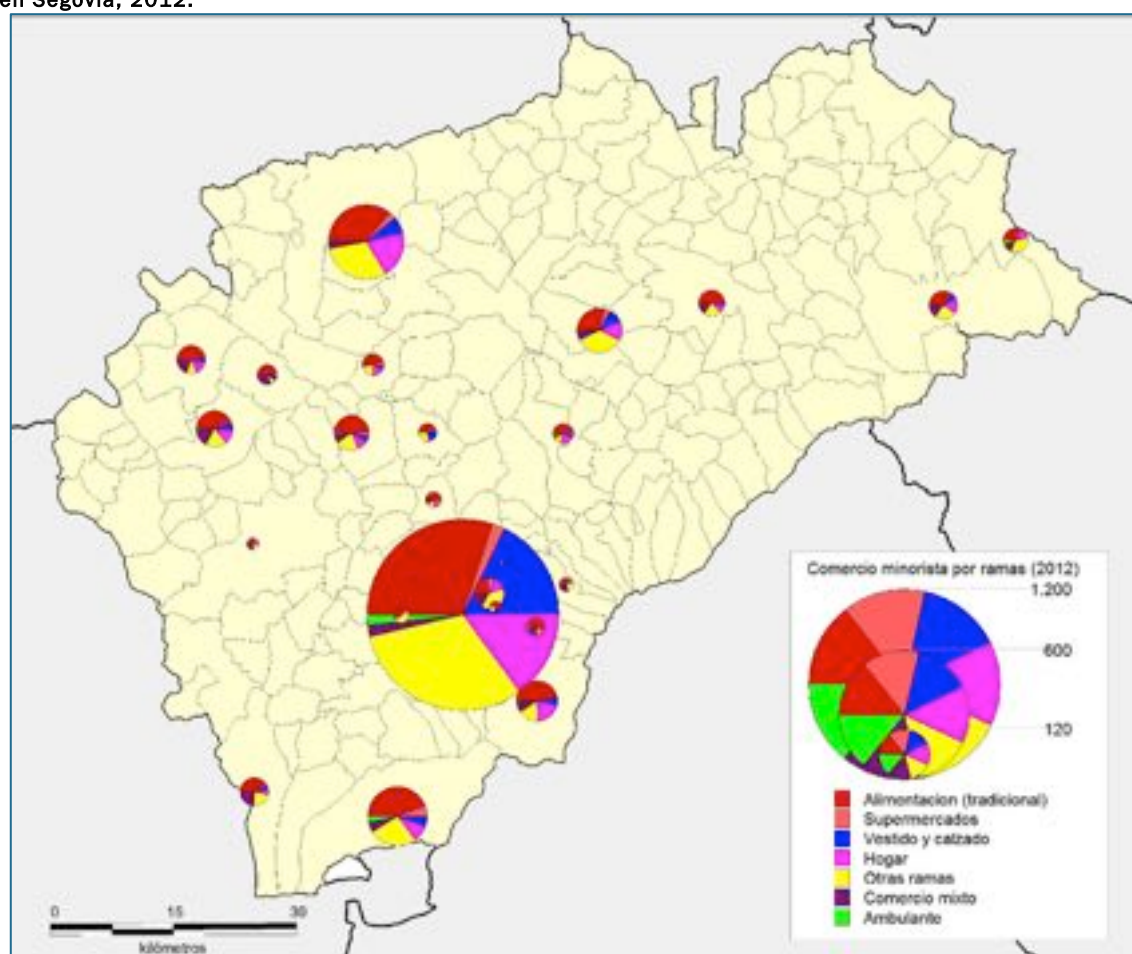 en Segovia, 2012.
Comercio minorista por ramas (2012)
1.200
600
120
Alimentacion (tradicional)
Supermercados
Vestido y calzado
Hogar
Otras ramas
Comercio mixto
Ambulante
0 15 30
kilómetros